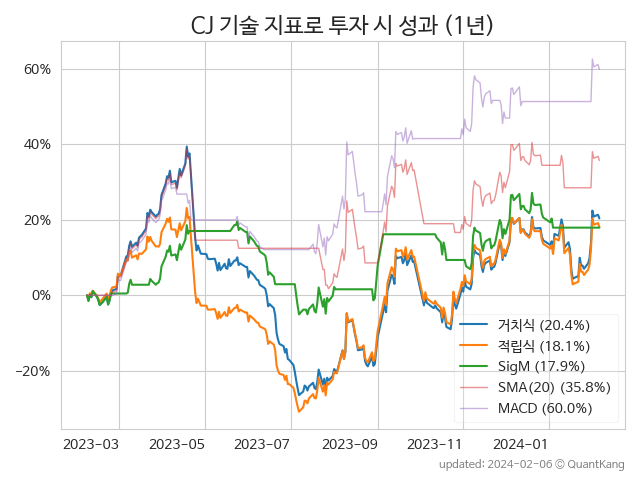 CJ 기술 지표로 투자 시 성과 (1년)
60%
40%
20%
0%
−20%
거치식 (20.4%)
적립식 (18.1%)
SigM (17.9%)
SMA(20) (35.8%)
MACD (60.0%)
2023-03 2023-05 2023-07 2023-09 2023-11 2024-01
updated: 2024-02-06 © QuantKang